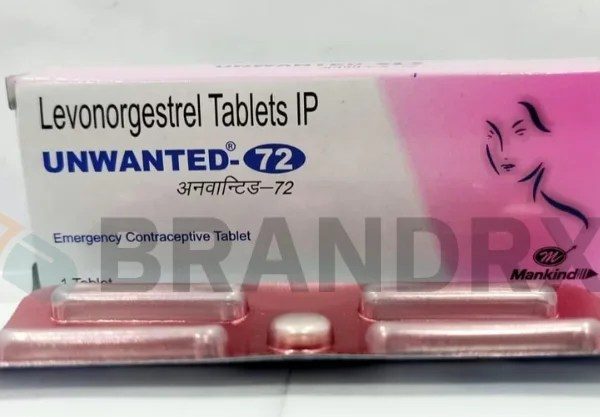 Levonorgestrel Tablets IP
UNWANTED®-72
अनवान्टिड–72
Emergency Contraceptive Tablet
BRANDRX
1 Tablet
Mankind